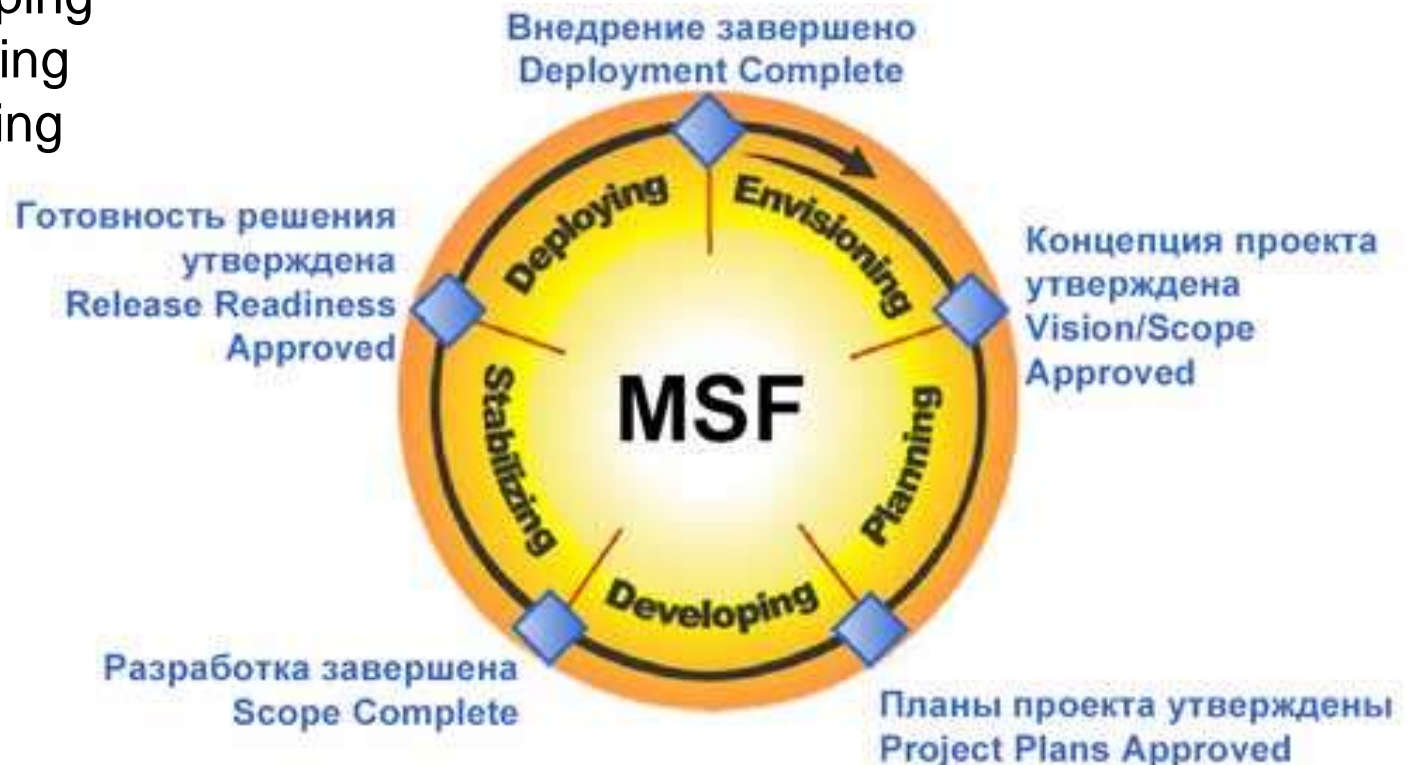 ping
ing
ing
Внедрение завершено
Deployment Complete
Deploying
Envisioning
Готовность решения
утверждена
Release Readiness
Approved
Концепция проекта
утверждена
Vision/Scope
Approved
MSF
Stabilizing
Planning
Developing
Разработка завершена
Scope Complete
Планы проекта утверждены
Project Plans Approved